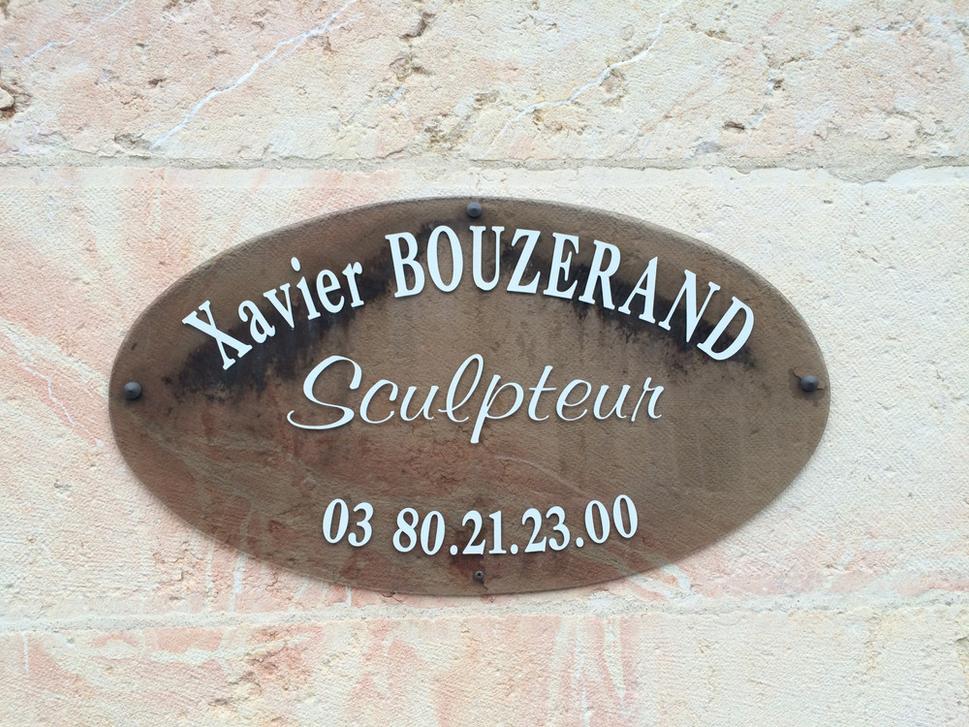 Xavier BOUZERAND
Sculpteur
03 80.21.23.00